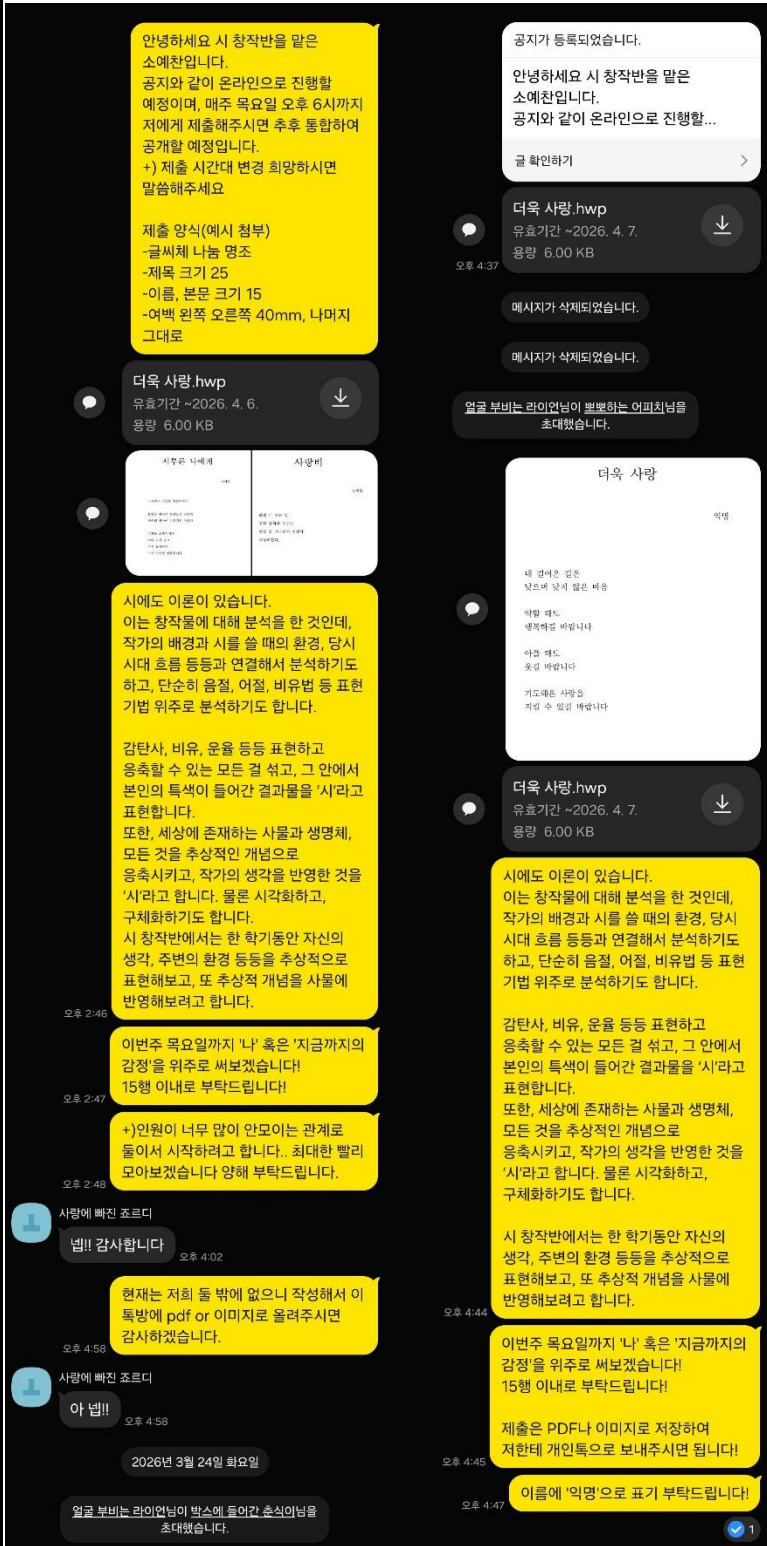 안녕하세요 시 창작반을 맡은
소예찬입니다.
공지와 같이 온라인으로 진행할
예정이며, 매주 목요일 오후 6시까지
저에게 제출해주시면 추후 통합하여
공개할 예정입니다.
+) 제출 시간대 변경 희망하시면
말씀해주세요
제출 양식(예시 첨부)
-글씨체 나눔 명조
-제목 크기 25
-이름, 본문 크기 15
-여백 왼쪽 오른쪽 40mm, 나머지
그대로
더욱 사랑.hwp
유효기간 ~2026. 4. 6.
용량 6.00 KB
사랑비
시에도 이론이 있습니다.
이는 창작물에 대해 분석을 한 것인데,
작가의 배경과 시를 쓸 때의 환경, 당시
시대 흐름 등등과 연결해서 분석하기도
하고, 단순히 음절, 어절, 비유법 등 표현
기법 위주로 분석하기도 합니다.
감탄사, 비유, 운율 등등 표현하고
응축할 수 있는 모든 걸 섞고, 그 안에서
본인의 특색이 들어간 결과물을 '시'라고
표현합니다.
또한, 세상에 존재하는 사물과 생명체,
모든 것을 추상적인 개념으로
응축시키고, 작가의 생각을 반영한 것을
'시'라고 합니다. 물론 시각화하고,
구체화하기도 합니다.
시 창작반에서는 한 학기동안 자신의
생각, 주변의 환경 등등을 추상적으로
표현해보고, 또 추상적 개념을 사물에
반영해보려고 합니다.
오후 2:46
이번주 목요일까지 '나' 혹은 '지금까지의
감정'을 위주로 써보겠습니다!
15행 이내로 부탁드립니다!
오후 2:47
+)인원이 너무 많이 안모이는 관계로
둘이서 시작하려고 합니다.. 최대한 빨리
모아보겠습니다 양해 부탁드립니다.
오후 2:48
사랑에 빠진 죠르디
넵!! 감사합니다
오후 4:02
현재는 저희 둘 밖에 없으니 작성해서 이
톡방에 pdf or 이미지로 올려주시면
감사하겠습니다.
오후 4:58
사랑에 빠진 죠르디
아 넵!!
오후 4:58
2026년 3월 24일 화요일
얼굴 부비는 라이언님이 박스에 들어간 춘식이님을
초대했습니다.
공지가 등록되었습니다.
안녕하세요 시 창작반을 맡은
소예찬입니다.
공지와 같이 온라인으로 진행할...
글 확인하기
더욱 사랑.hwp
유효기간 ~2026. 4. 7.
용량 6.00 KB
오후 4:37
메시지가 삭제되었습니다.
메시지가 삭제되었습니다.
얼굴 부비는 라이언님이 뽀뽀하는 어피치님을
초대했습니다.
더욱 사랑
익명
내 걸어온 길은
낮으며 낮지 않은 마음
약할 때도
행복하길 바랍니다
아플 때도
웃길 바랍니다
기도해온 사랑을
지킬 수 있길 바랍니다
더욱 사랑.hwp
유효기간 ~2026. 4. 7.
용량 6.00 KB
시에도 이론이 있습니다.
이는 창작물에 대해 분석을 한 것인데,
작가의 배경과 시를 쓸 때의 환경, 당시
시대 흐름 등등과 연결해서 분석하기도
하고, 단순히 음절, 어절, 비유법 등 표현
기법 위주로 분석하기도 합니다.
감탄사, 비유, 운율 등등 표현하고
응축할 수 있는 모든 걸 섞고, 그 안에서
본인의 특색이 들어간 결과물을 '시'라고
표현합니다.
또한, 세상에 존재하는 사물과 생명체,
모든 것을 추상적인 개념으로
응축시키고, 작가의 생각을 반영한 것을
'시'라고 합니다. 물론 시각화하고,
구체화하기도 합니다.
시 창작반에서는 한 학기동안 자신의
생각, 주변의 환경 등등을 추상적으로
표현해보고, 또 추상적 개념을 사물에
반영해보려고 합니다.
오후 4:44
이번주 목요일까지 '나' 혹은 '지금까지의
감정'을 위주로 써보겠습니다!
15행 이내로 부탁드립니다!
제출은 PDF나 이미지로 저장하여
저한테 개인톡으로 보내주시면 됩니다!
오후 4:45
이름에 '익명'으로 표기 부탁드립니다!
오후 4:47
1